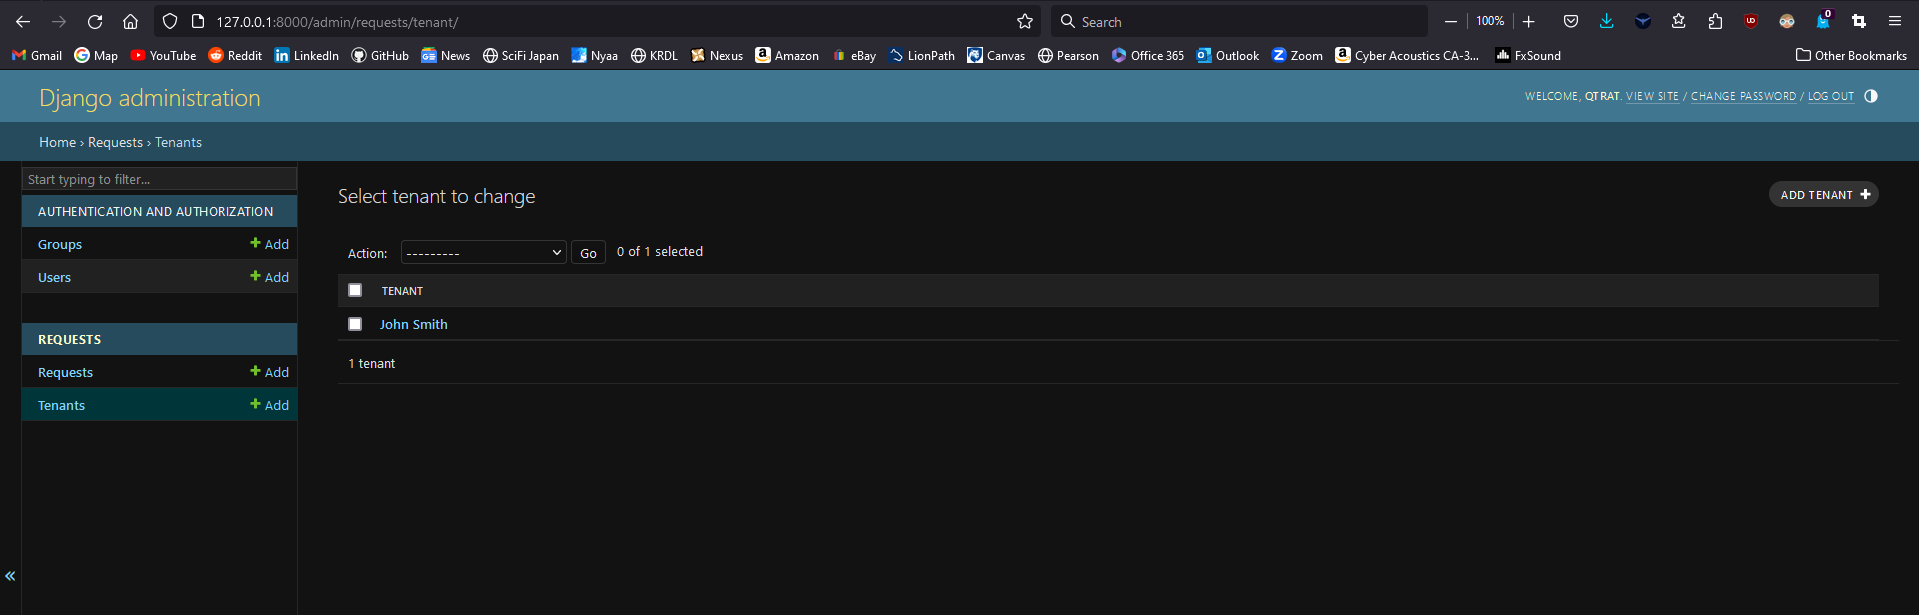 127.0.0.1:8000/admin/requests/tenant/ Search 100% 0
Gmail Map YouTube Reddit LinkedIn GitHub News SciFi Japan Nyaa KRDL Nexus Amazon eBay LionPath Canvas Pearson Office 365 Outlook Zoom Cyber Acoustics CA-3... FxSound Other Bookmarks
Django administration
WELCOME, QTRAT. VIEW SITE / CHANGE PASSWORD / LOG OUT
Home › Requests › Tenants
Start typing to filter...
AUTHENTICATION AND AUTHORIZATION
Groups + Add
Users + Add
REQUESTS
Requests + Add
Tenants + Add
«
Select tenant to change
ADD TENANT +
Action: --------- Go 0 of 1 selected
TENANT
John Smith
1 tenant